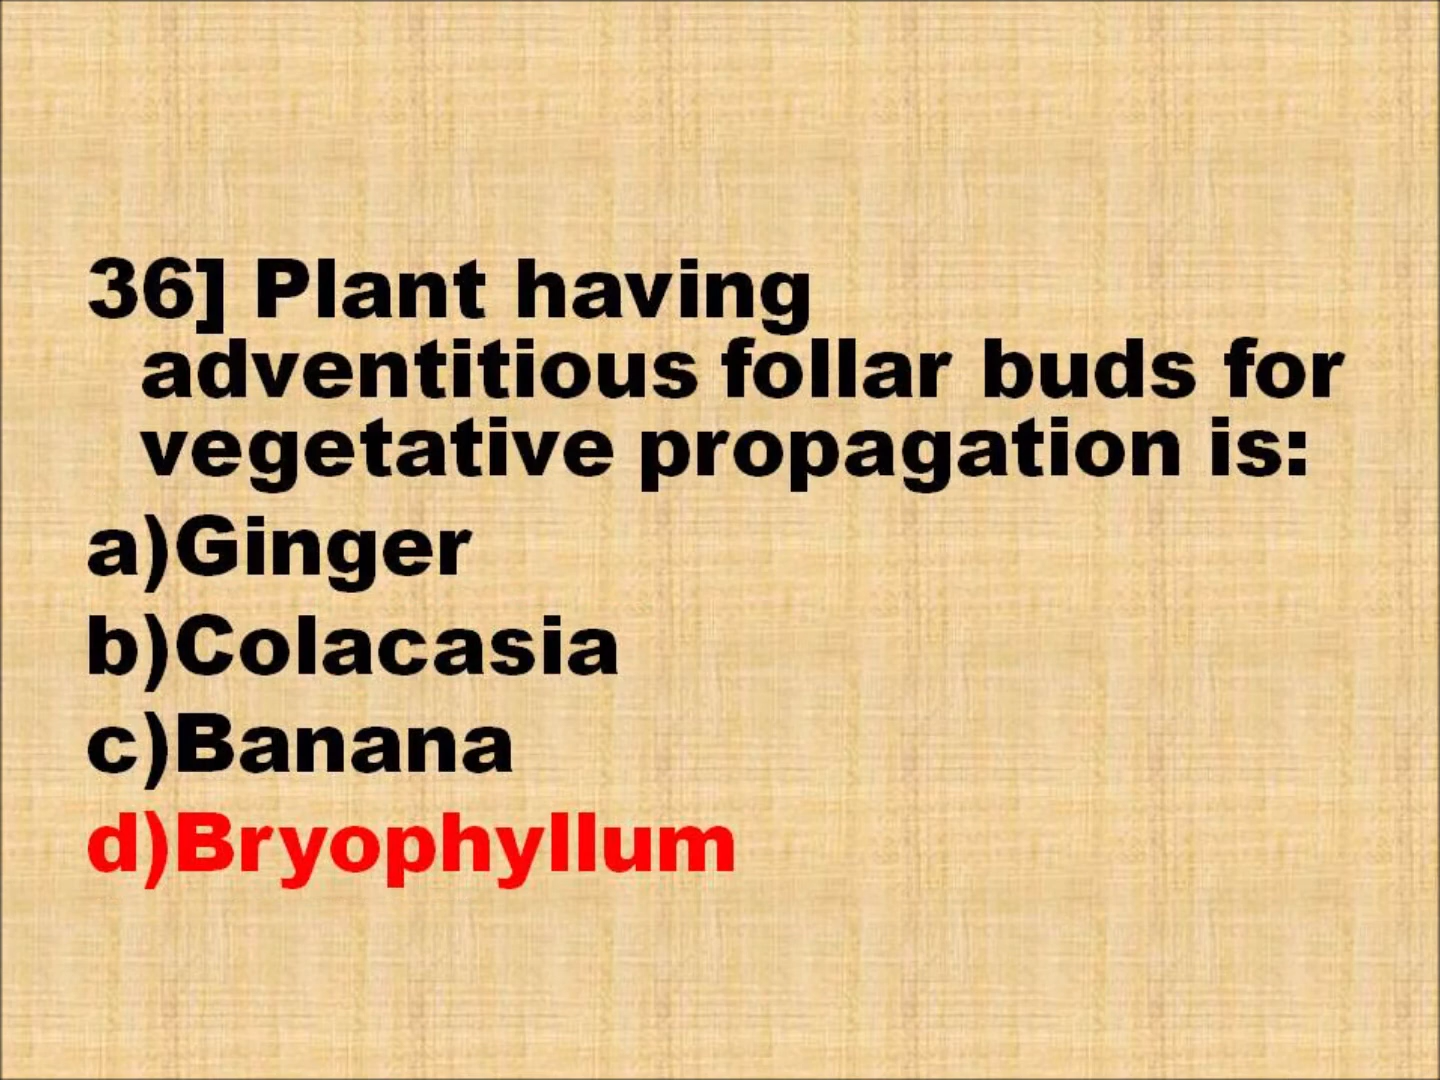 36] Plant having
adventitious follar buds for
vegetative propagation is:
a)Ginger
b)Colacasia
c)Banana
d)Bryophyllum